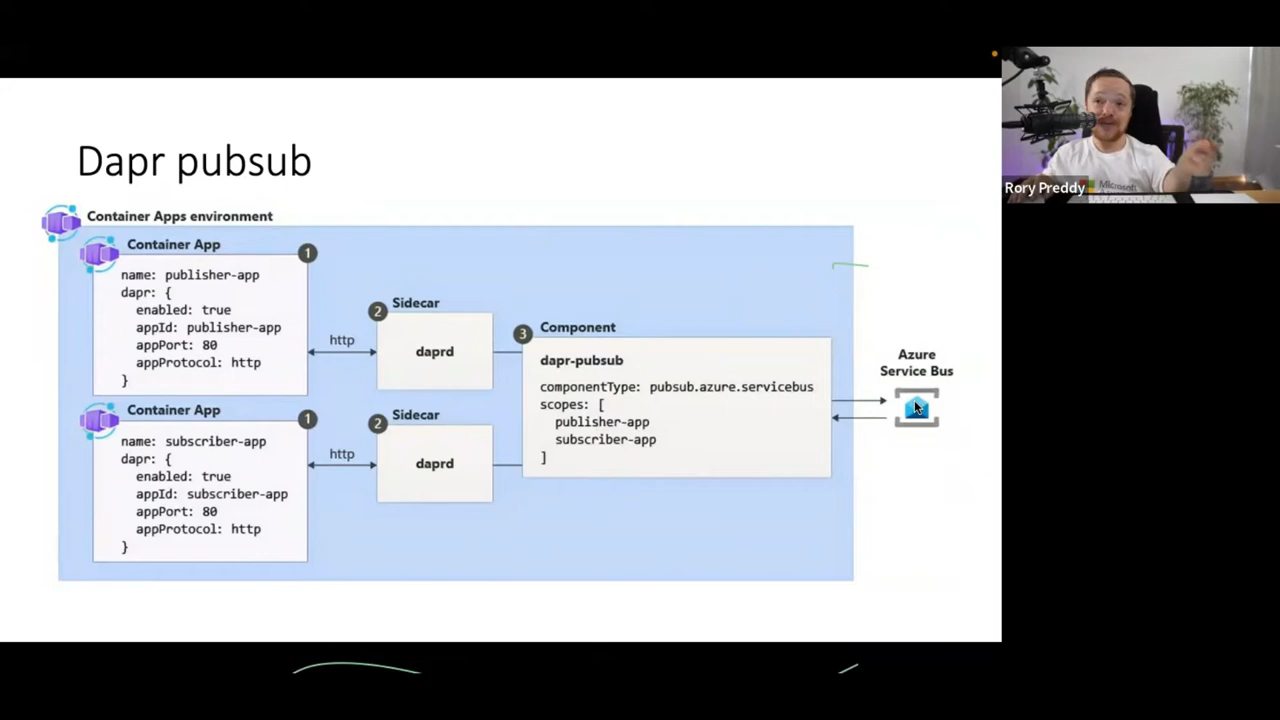 Dapr pubsub
Container Apps environment
Container App
1
name: publisher-app
dapr: {
enabled: true
appId: publisher-app
appPort: 80
appProtocol: http
}
http
2
Sidecar
daprd
Container App
1
name: subscriber-app
dapr: {
enabled: true
appId: subscriber-app
appPort: 80
appProtocol: http
}
http
2
Sidecar
daprd
3
Component
dapr-pubsub
componentType: pubsub.azure.servicebus
scopes: [
publisher-app
subscriber-app
]
Azure
Service Bus
Rory Preddy
Microsoft